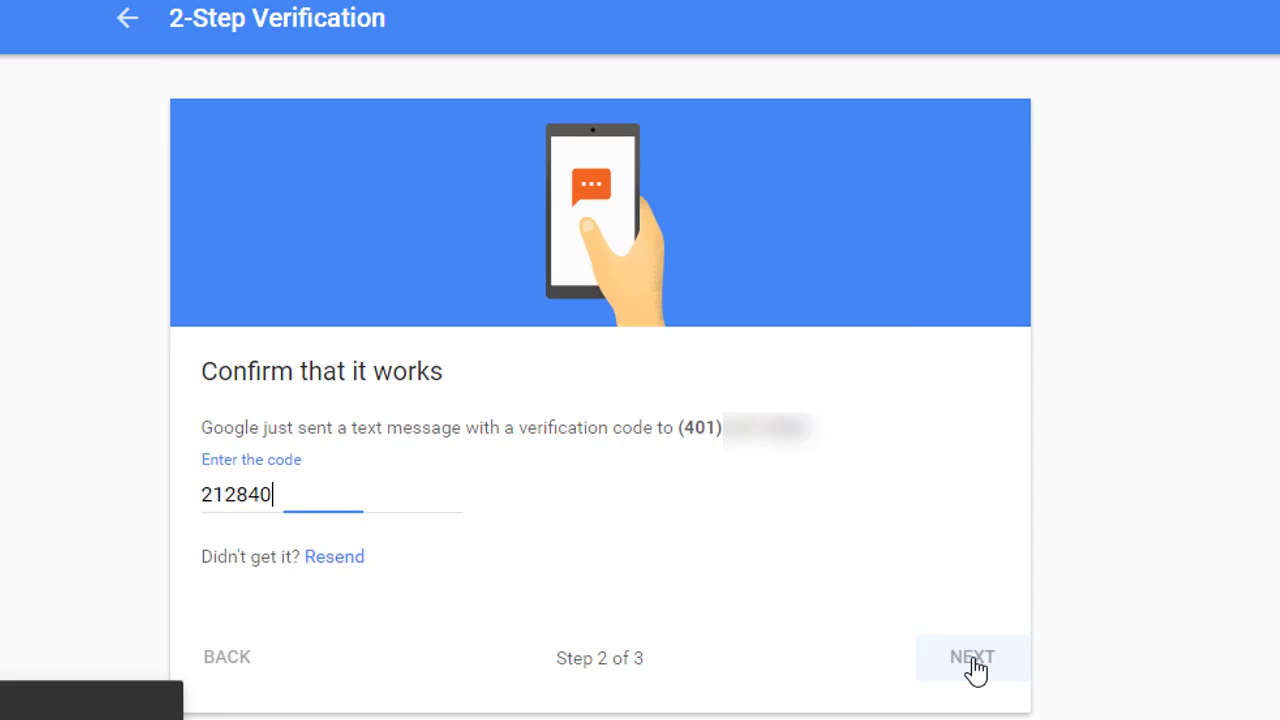 2-Step Verification
Confirm that it works
Google just sent a text message with a verification code to (401)
Enter the code
212840
Didn't get it? Resend
BACK
Step 2 of 3
NEXT